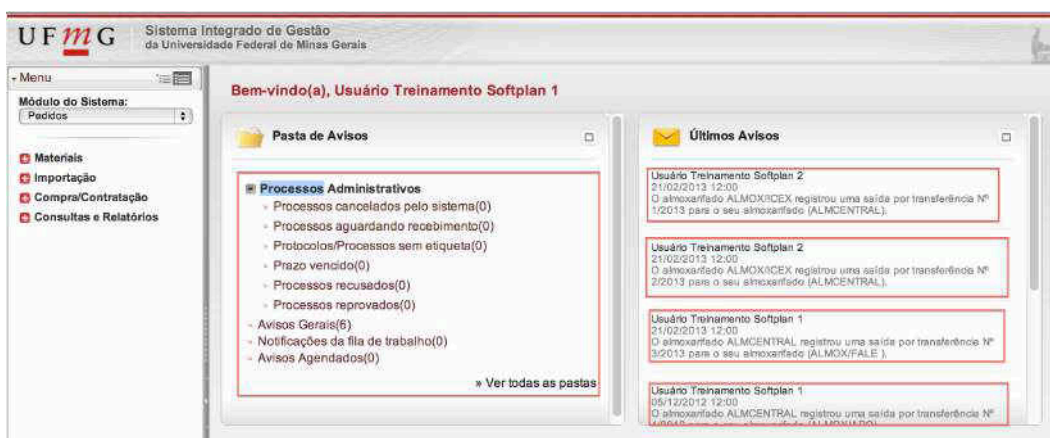 UFmG
Sistema Integrado de Gestão
da Universidade Federal de Minas Gerais
Menu
Módulo do Sistema:
Pedidos
Materiais
Importação
Compra/Contratação
Consultas e Relatórios
Bem-vindo(a), Usuário Treinamento Softplan 1
Pasta de Avisos
Processos Administrativos
Processos cancelados pelo sistema(0)
Processos aguardando recebimento(0)
Protocolos/Processos sem etiqueta(0)
Prazo vencido(0)
Processos recusados(0)
Processos reprovados(0)
Avisos Gerais(6)
Notificações da fila de trabalho(0)
Avisos Agendados(0)
» Ver todas as pastas
Últimos Avisos
Usuário Treinamento Softplan 2
21/02/2013 12:00
O almoxarifado ALMOX/ICEX registrou uma saída por transferência Nº
1/2013 para o seu almoxarifado (ALMCENTRAL).
Usuário Treinamento Softplan 2
21/02/2013 12:00
O almoxarifado ALMOX/ICEX registrou uma saída por transferência Nº
2/2013 para o seu almoxarifado (ALMCENTRAL).
Usuário Treinamento Softplan 1
21/02/2013 12:00
O almoxarifado ALMCENTRAL registrou uma saída por transferência Nº
3/2013 para o seu almoxarifado (ALMOX/FALE ).
Usuário Treinamento Softplan 1
05/12/2012 12:00
O almoxarifado ALMCENTRAL registrou uma saída por transferência Nº
para o seu almoxarifado